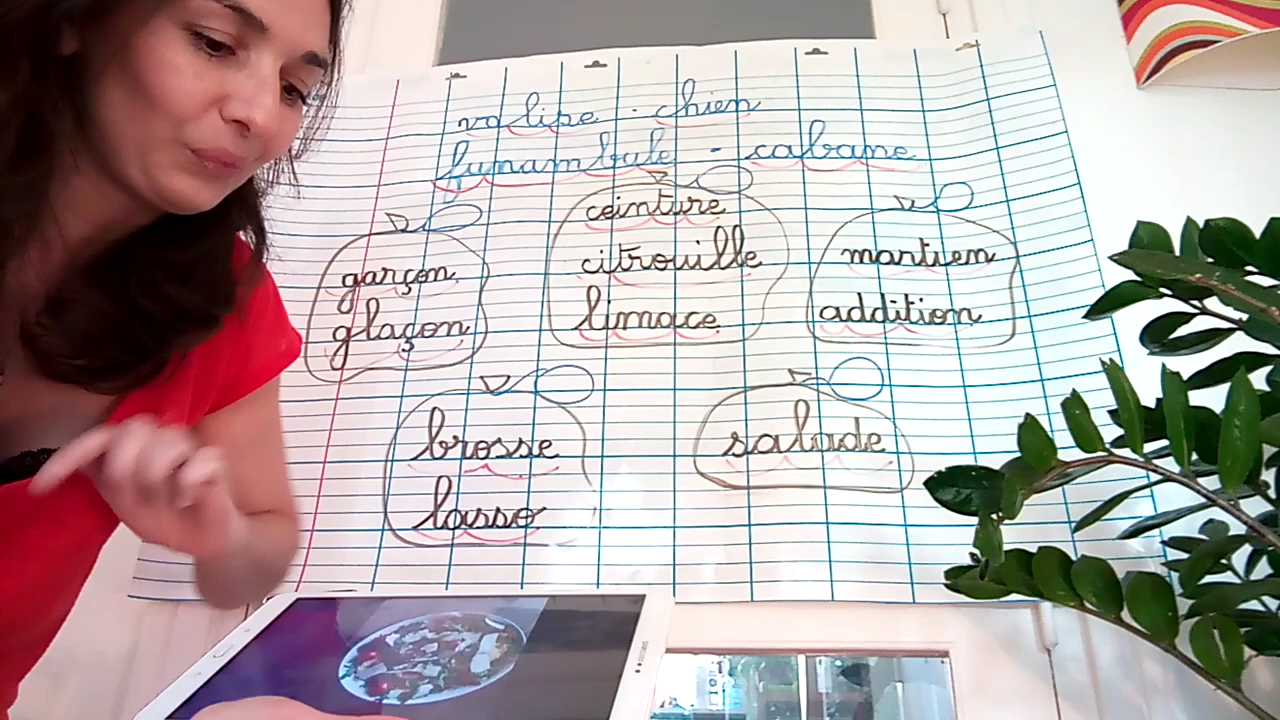 valise - chien
funambule - cabane
garçon
glaçon
ceinture
citrouille
limace
martien
addition
brosse
lasso
salade